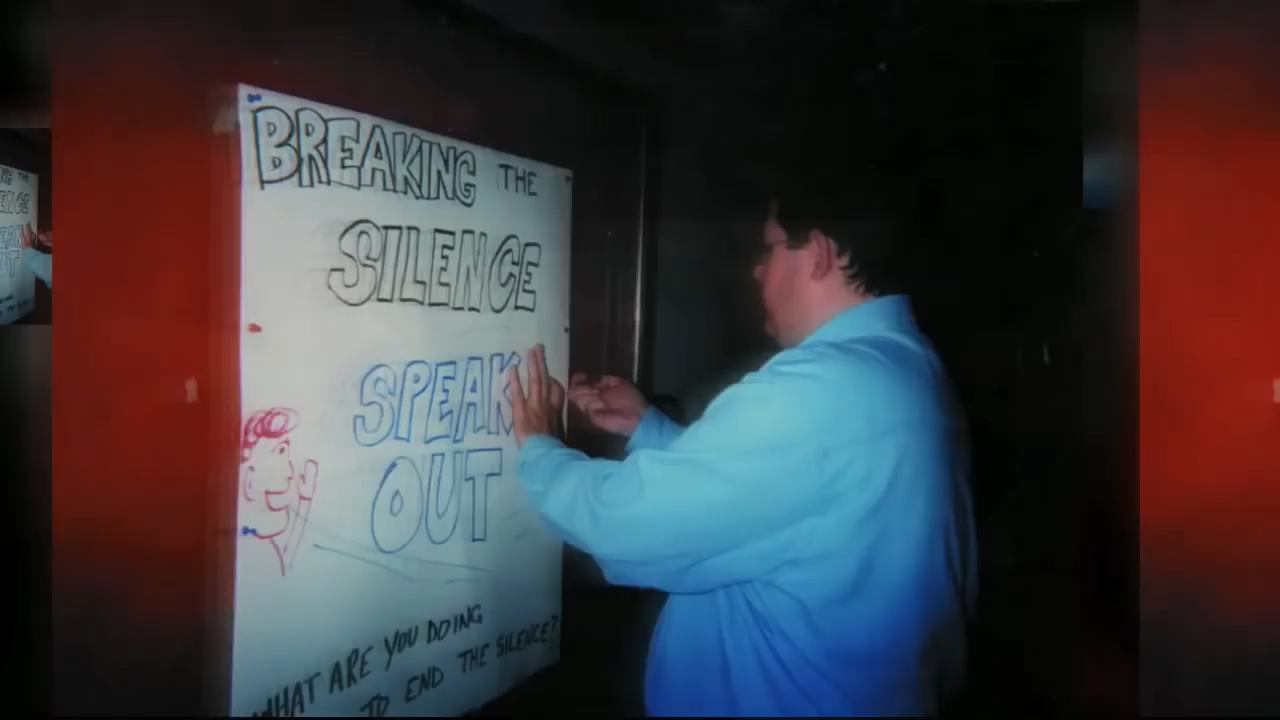 BREAKING THE
SILENCE
SPEAK
OUT
WHAT ARE YOU DOING
TO END THE SILENCE?